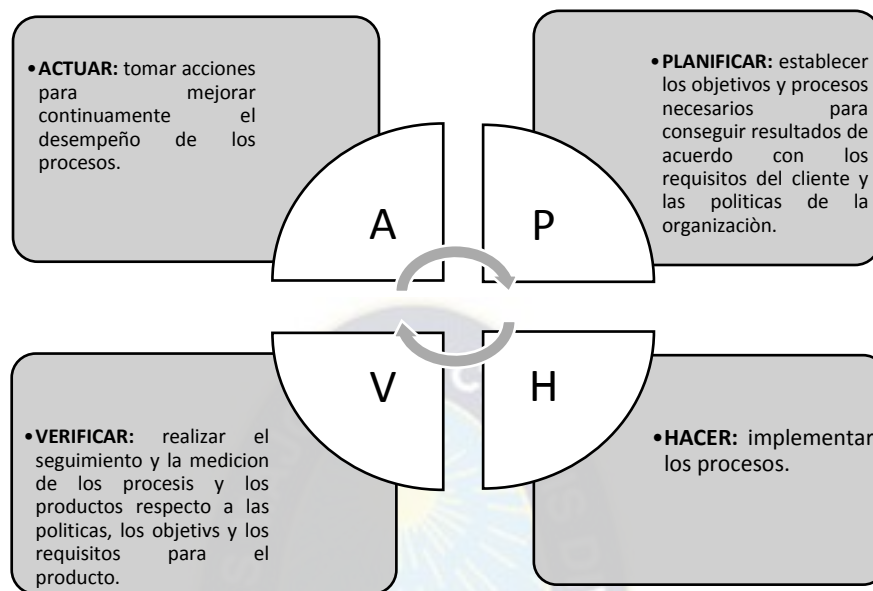 •ACTUAR: tomar acciones
para mejorar
continuamente el
desempeño de los
procesos.
•PLANIFICAR: establecer
los objetivos y procesos
necesarios para
conseguir resultados de
acuerdo con los
requisitos del cliente y
las politicas de la
organizaciòn.
A
P
V
H
•VERIFICAR: realizar el
seguimiento y la medicion
de los procesis y los
productos respecto a las
politicas, los objetivs y los
requisitos para el
producto.
•HACER: implementar
los procesos.